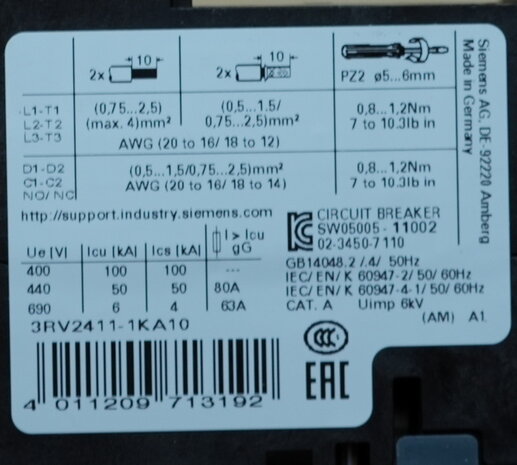 10
10
2x
2x
PZ2 ø5...6mm
L1-T1
L2-T2
L3-T3
(0,75...2,5)
(max. 4)mm²
(0,5...1.5/
0,75...2,5)mm²
AWG (20 to 16/ 18 to 12)
0,8...1,2Nm
7 to 10.3lb in
D1-D2
C1-C2
NO/ NC
(0,5...1,5/0,75...2,5)mm²
AWG (20 to 16/ 18 to 14)
0,8...1,2Nm
7 to 10.3lb in
http://support.industry.siemens.com
Ue [V] Icu [kA] Ics [kA] I > Icu
gG
400 100 100 ---
440 50 50 80A
690 6 4 63A
3RV2411-1KA10
4 011209 713192
CIRCUIT BREAKER
SW05005-11002
02-3450-7110
GB14048.2 /.4/ 50Hz
IEC/ EN/ K 60947-2/ 50/ 60Hz
IEC/ EN/ K 60947-4-1/ 50/ 60Hz
CAT. A Uimp 6kV
(AM) A1
CCC
EAC
Siemens AG, DE-92220 Amberg
Made in Germany